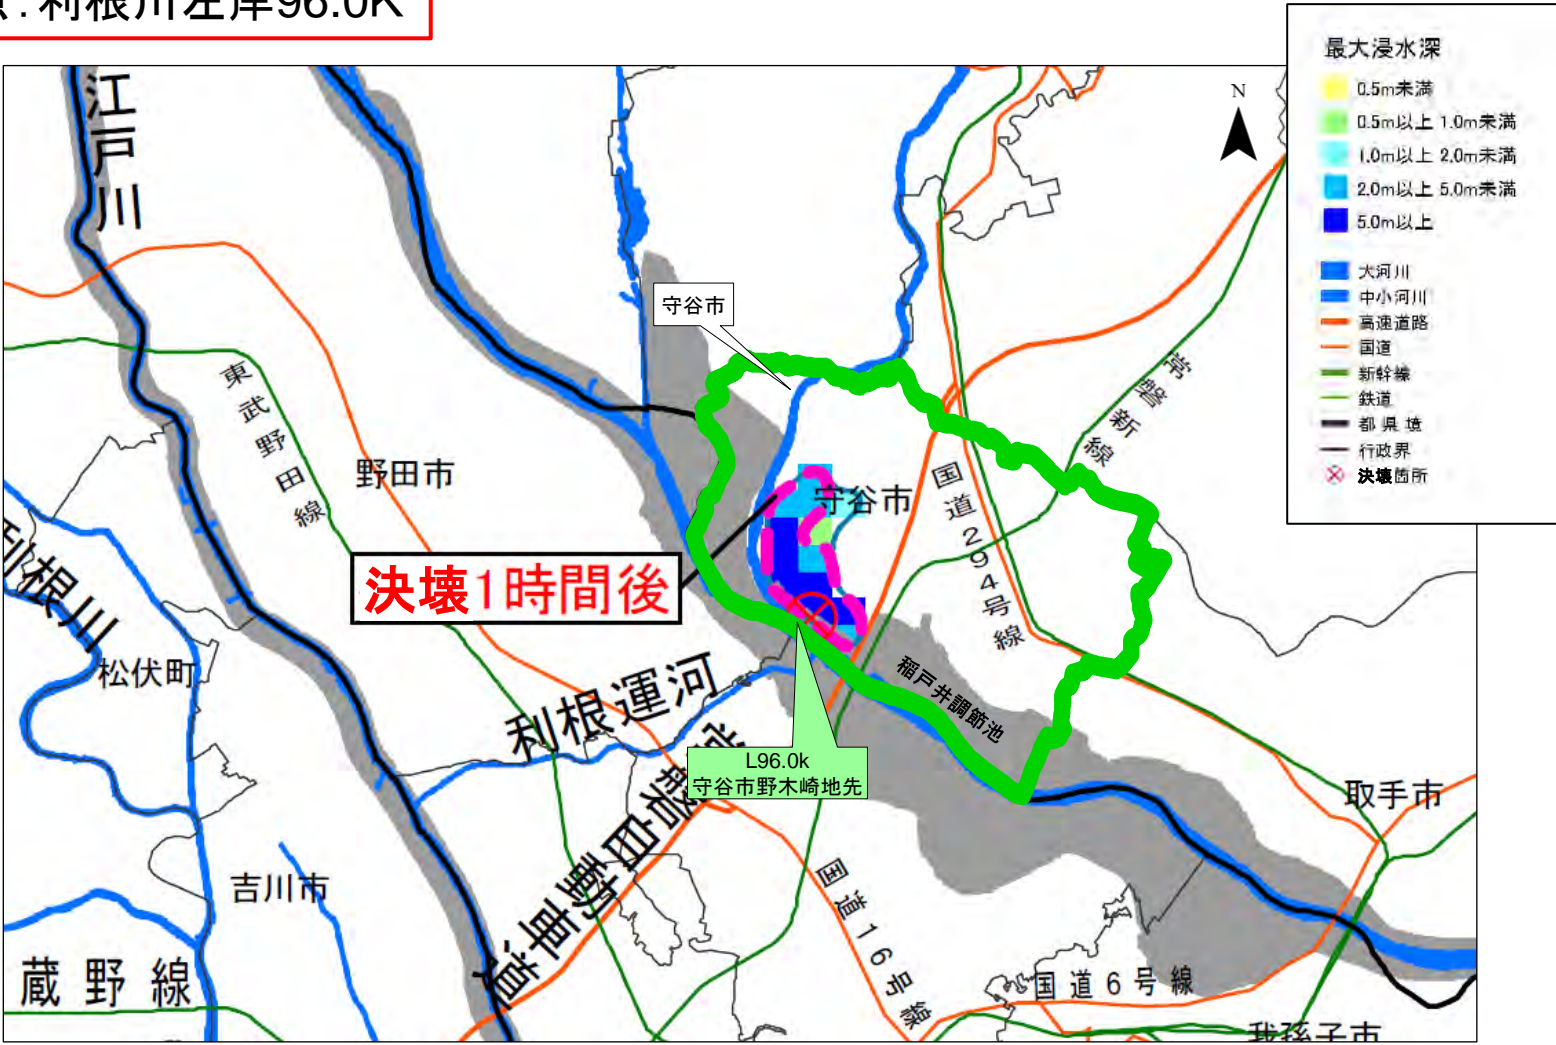 利根川左岸96.0K
最大浸水深
0.5m未満
0.5m以上 1.0m未満
1.0m以上 2.0m未満
2.0m以上 5.0m未満
5.0m以上
大河川
中小河川
高速道路
国道
新幹線
鉄道
都県境
行政界
決壊箇所
N
江戸川
守谷市
常磐新線
東武野田線
野田市
守谷市
国道294号線
決壊1時間後
利根川
松伏町
利根運河
稲戸井調節池
L96.0k
守谷市野木崎地先
常磐自動車道
取手市
吉川市
国道16号線
蔵野線
国道6号線
我孫子市